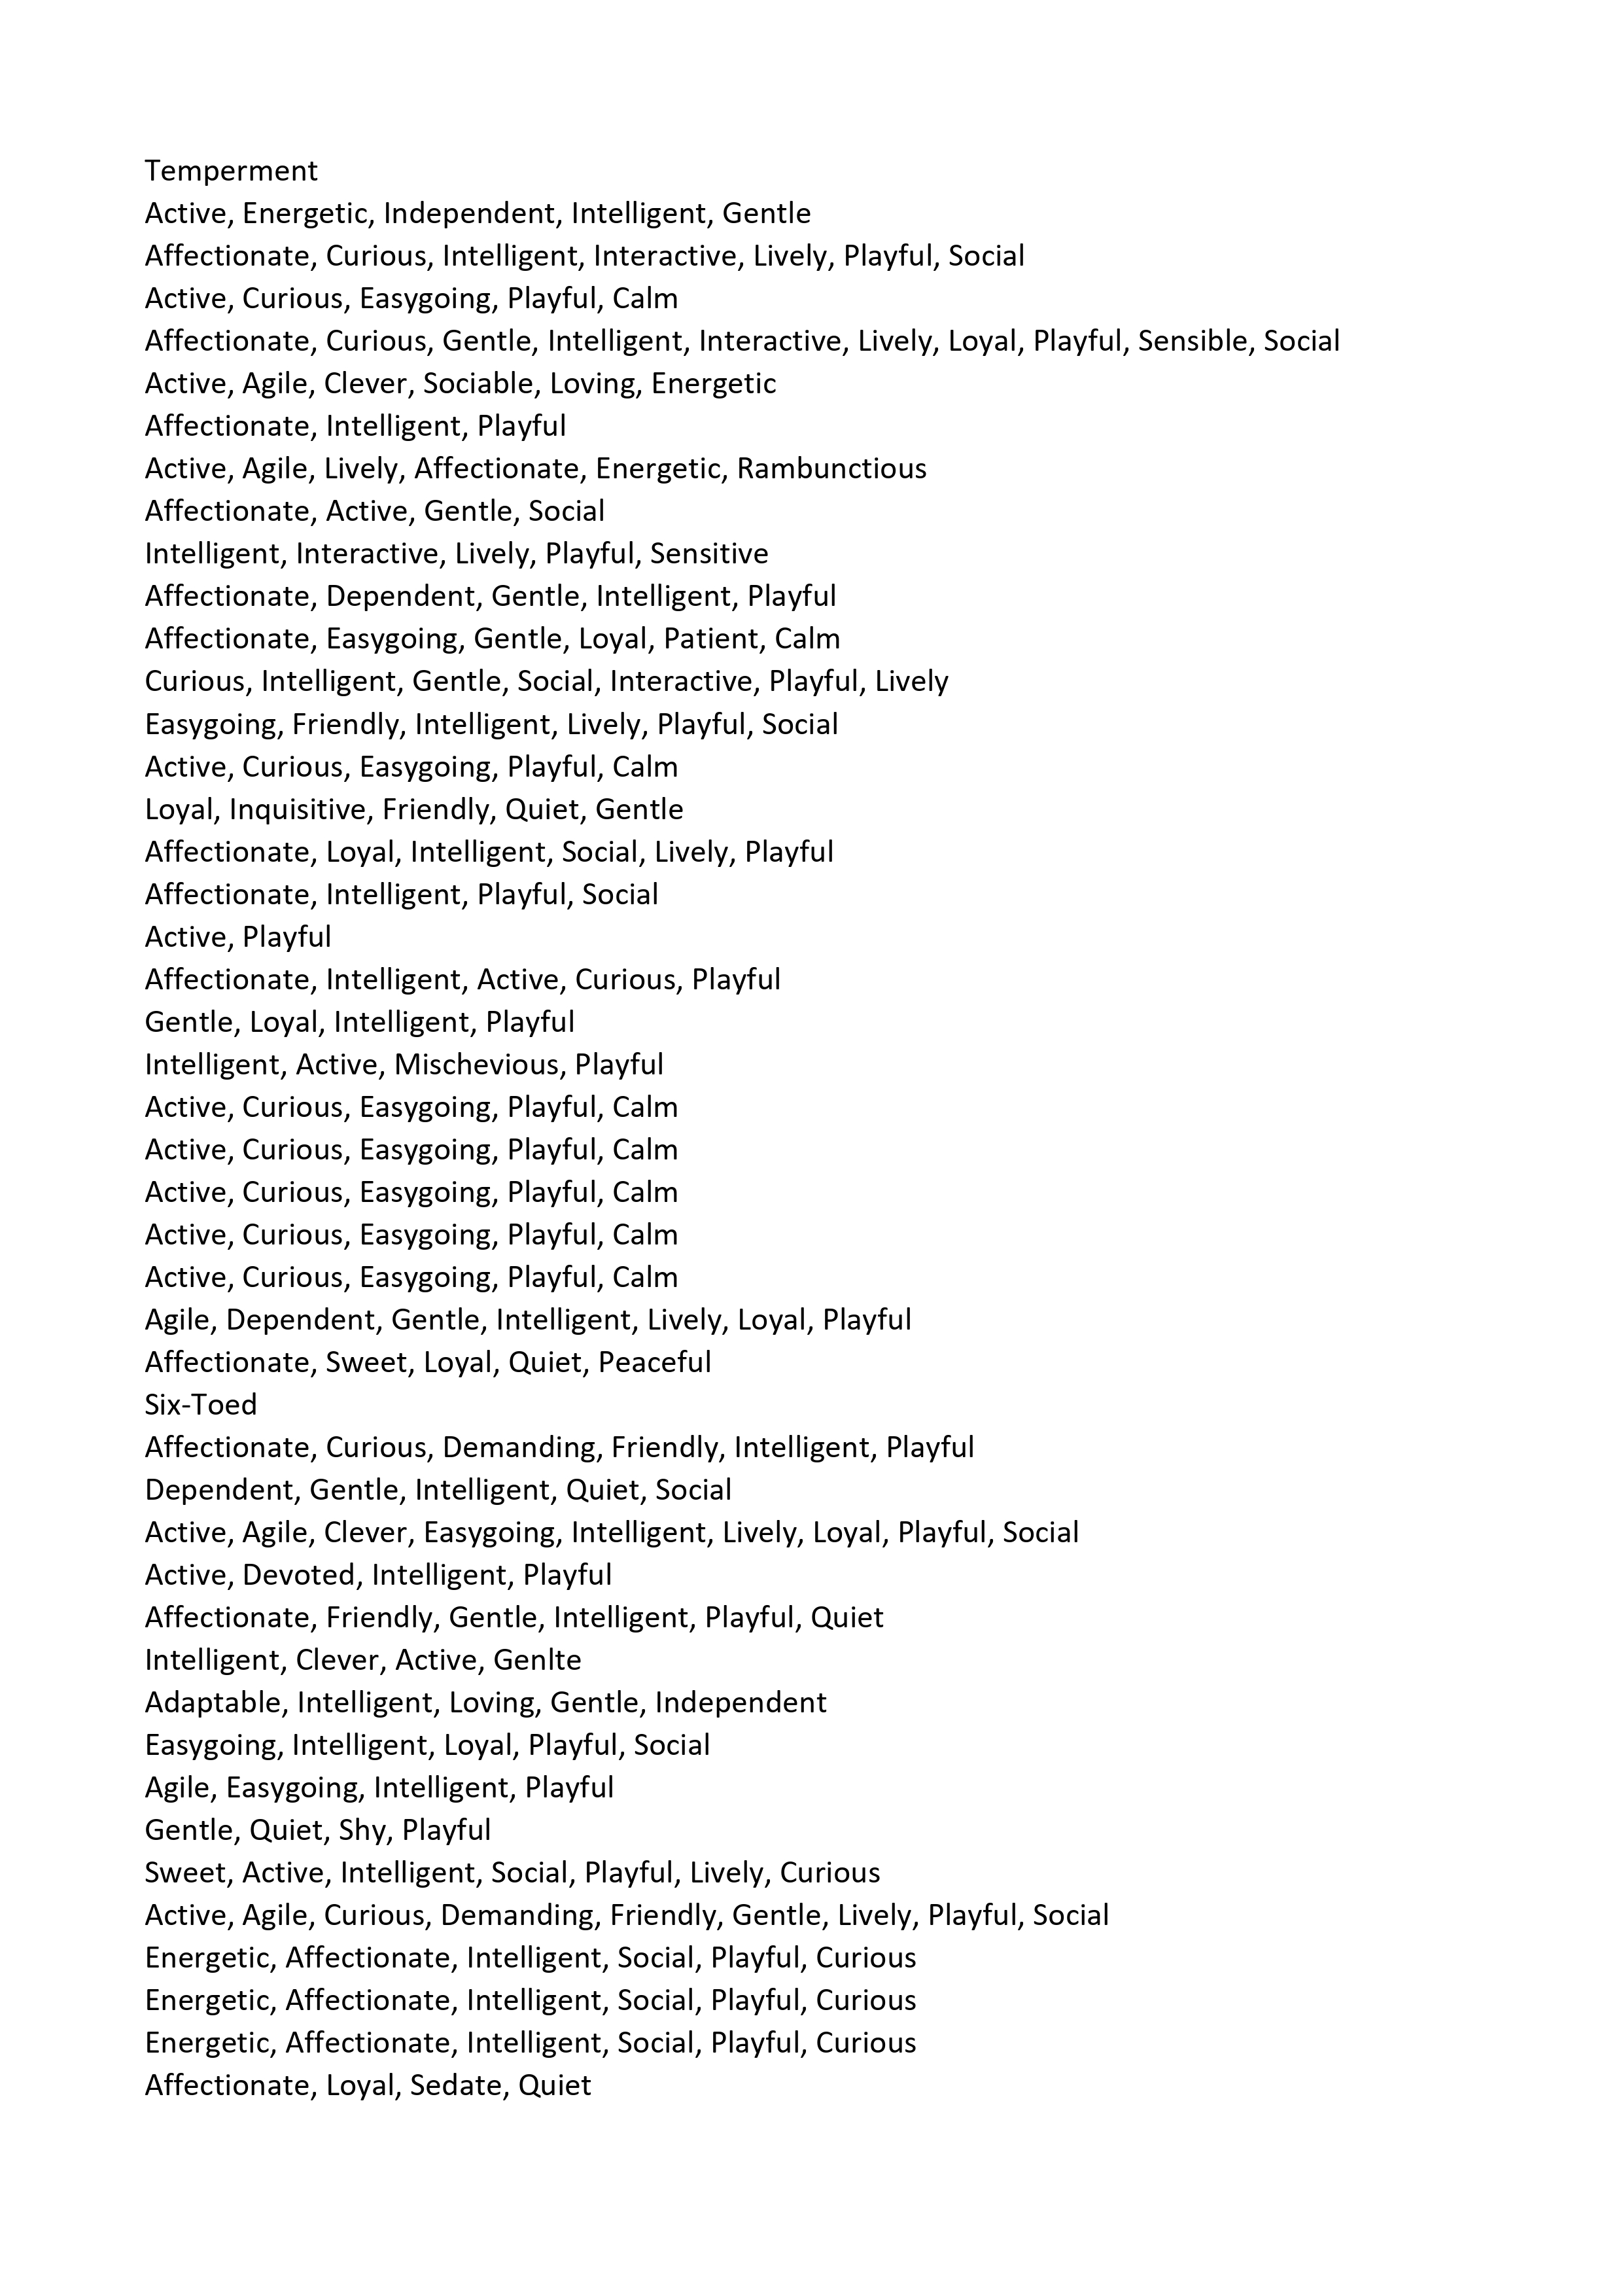 Temperment
Active, Energetic, Independent, Intelligent, Gentle
Affectionate, Curious, Intelligent, Interactive, Lively, Playful, Social
Active, Curious, Easygoing, Playful, Calm
Affectionate, Curious, Gentle, Intelligent, Interactive, Lively, Loyal, Playful, Sensible, Social
Active, Agile, Clever, Sociable, Loving, Energetic
Affectionate, Intelligent, Playful
Active, Agile, Lively, Affectionate, Energetic, Rambunctious
Affectionate, Active, Gentle, Social
Intelligent, Interactive, Lively, Playful, Sensitive
Affectionate, Dependent, Gentle, Intelligent, Playful
Affectionate, Easygoing, Gentle, Loyal, Patient, Calm
Curious, Intelligent, Gentle, Social, Interactive, Playful, Lively
Easygoing, Friendly, Intelligent, Lively, Playful, Social
Active, Curious, Easygoing, Playful, Calm
Loyal, Inquisitive, Friendly, Quiet, Gentle
Affectionate, Loyal, Intelligent, Social, Lively, Playful
Affectionate, Intelligent, Playful, Social
Active, Playful
Affectionate, Intelligent, Active, Curious, Playful
Gentle, Loyal, Intelligent, Playful
Intelligent, Active, Mischevious, Playful
Active, Curious, Easygoing, Playful, Calm
Active, Curious, Easygoing, Playful, Calm
Active, Curious, Easygoing, Playful, Calm
Active, Curious, Easygoing, Playful, Calm
Active, Curious, Easygoing, Playful, Calm
Agile, Dependent, Gentle, Intelligent, Lively, Loyal, Playful
Affectionate, Sweet, Loyal, Quiet, Peaceful
Six-Toed
Affectionate, Curious, Demanding, Friendly, Intelligent, Playful
Dependent, Gentle, Intelligent, Quiet, Social
Active, Agile, Clever, Easygoing, Intelligent, Lively, Loyal, Playful, Social
Active, Devoted, Intelligent, Playful
Affectionate, Friendly, Gentle, Intelligent, Playful, Quiet
Intelligent, Clever, Active, Genlte
Adaptable, Intelligent, Loving, Gentle, Independent
Easygoing, Intelligent, Loyal, Playful, Social
Agile, Easygoing, Intelligent, Playful
Gentle, Quiet, Shy, Playful
Sweet, Active, Intelligent, Social, Playful, Lively, Curious
Active, Agile, Curious, Demanding, Friendly, Gentle, Lively, Playful, Social
Energetic, Affectionate, Intelligent, Social, Playful, Curious
Energetic, Affectionate, Intelligent, Social, Playful, Curious
Energetic, Affectionate, Intelligent, Social, Playful, Curious
Affectionate, Loyal, Sedate, Quiet